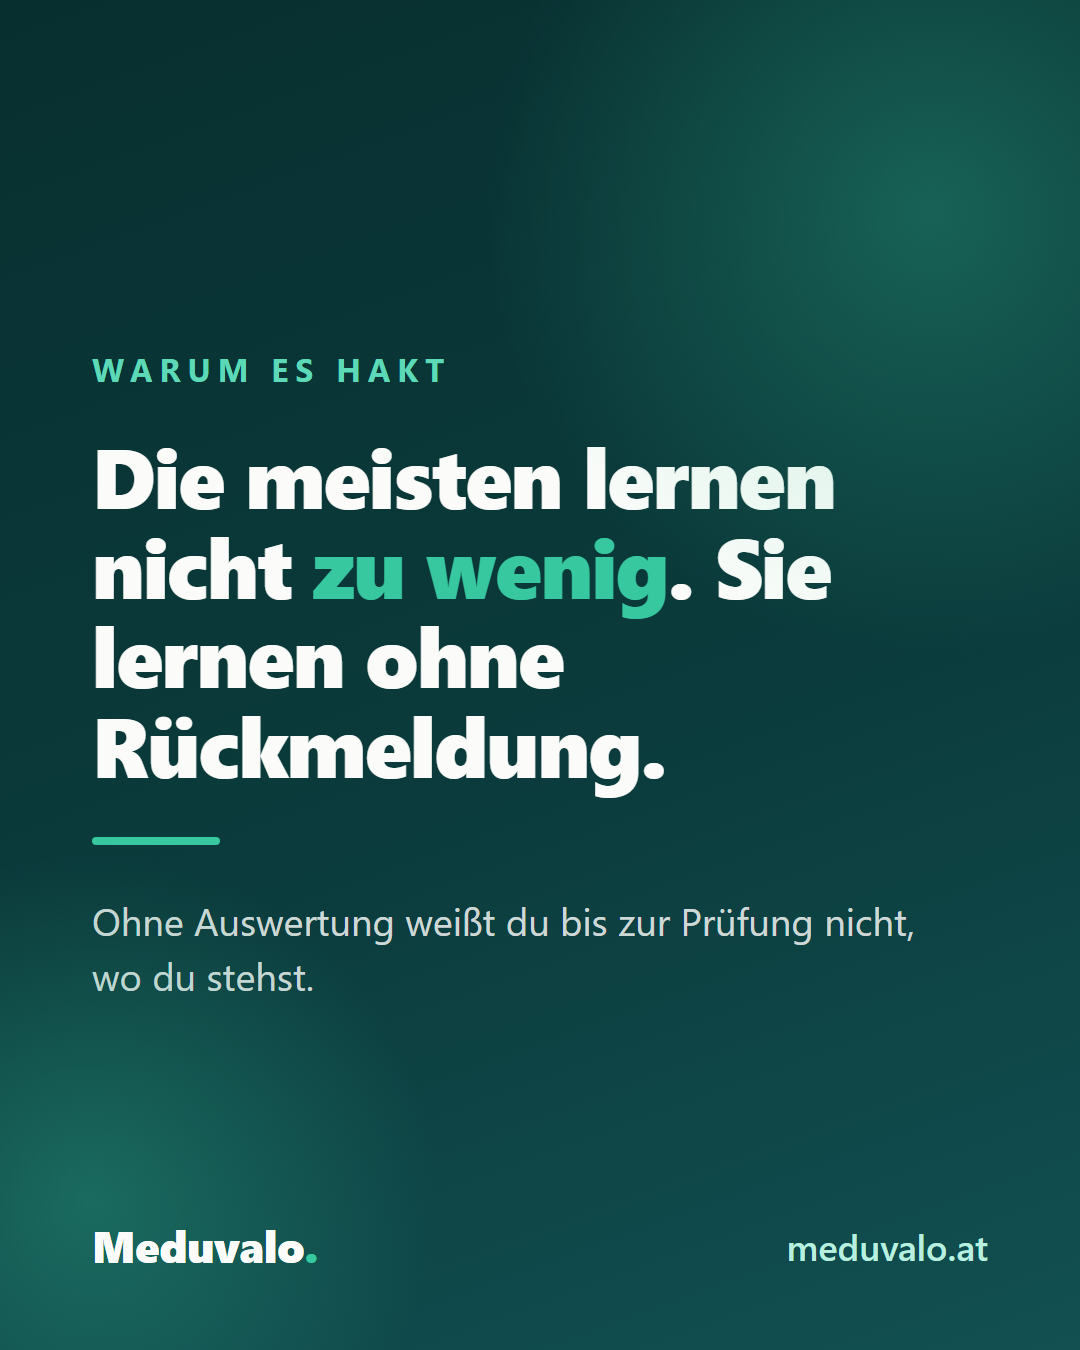 WARUM ES HAKT
Die meisten lernen
nicht zu wenig. Sie
lernen ohne
Rückmeldung.
Ohne Auswertung weißt du bis zur Prüfung nicht,
wo du stehst.
Meduvalo.
meduvalo.at